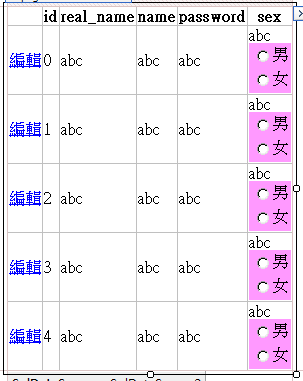 id real_name name password sex
編輯 0 abc abc abc abc
男
女
編輯 1 abc abc abc abc
男
女
編輯 2 abc abc abc abc
男
女
編輯 3 abc abc abc abc
男
女
編輯 4 abc abc abc abc
男
女